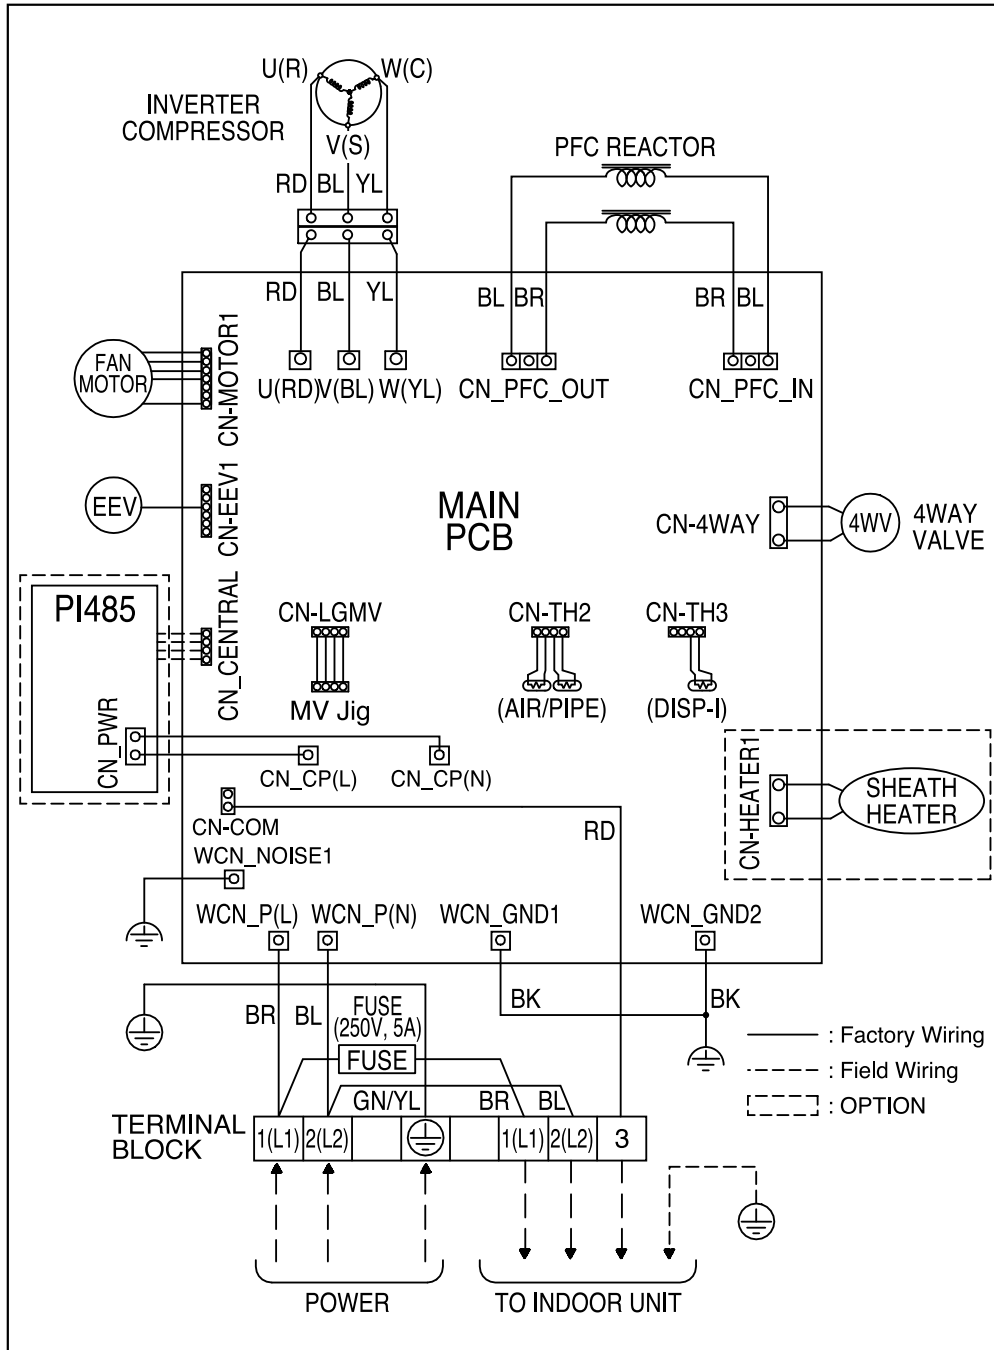 U(R)
W(C)
INVERTER
COMPRESSOR
V(S)
RD BL YL
PFC REACTOR
RD BL YL
BL BR
BR BL
U(RD) V(BL) W(YL)
CN_PFC_OUT
CN_PFC_IN
FAN
MOTOR
CN-MOTOR1
EEV
CN-EEV1
MAIN
PCB
CN-4WAY
4WV
4WAY
VALVE
PI485
CN_CENTRAL
CN-LGMV
MV Jig
CN-TH2
(AIR/PIPE)
CN-TH3
(DISP-I)
CN_PWR
CN_CP(L)
CN_CP(N)
CN-HEATER1
SHEATH
HEATER
CN-COM
RD
WCN_NOISE1
WCN_P(L)
WCN_P(N)
WCN_GND1
WCN_GND2
BR
BL
FUSE
(250V, 5A)
FUSE
BK
BK
GN/YL
BR
BL
TERMINAL
BLOCK
1(L1) 2(L2) 1(L1) 2(L2) 3
: Factory Wiring
: Field Wiring
: OPTION
POWER
TO INDOOR UNIT